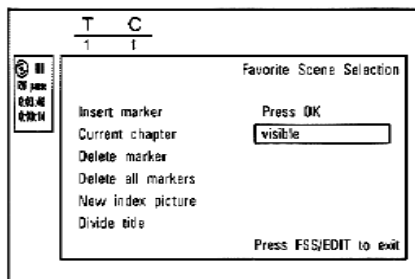 T C
1 1
Favorite Scene Selection
Insert marker Press OK
Current chapter visible
Delete marker
Delete all markers
New index picture
Divide title
Press FSS/EDIT to exit